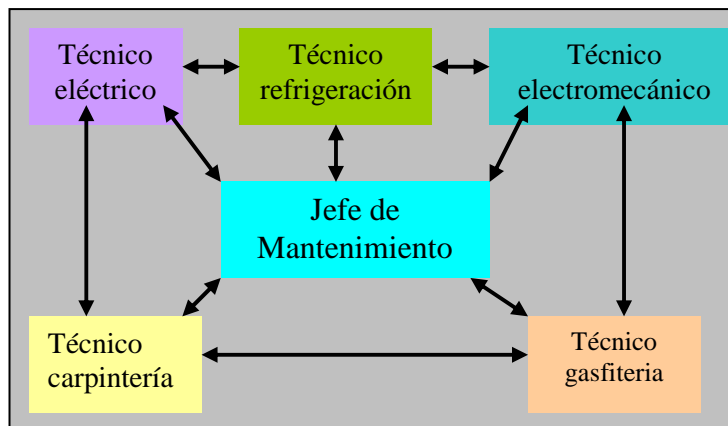 Técnico
eléctrico
Técnico
refrigeración
Técnico
electromecánico
Jefe de
Mantenimiento
Técnico
carpintería
Técnico
gasfiteria